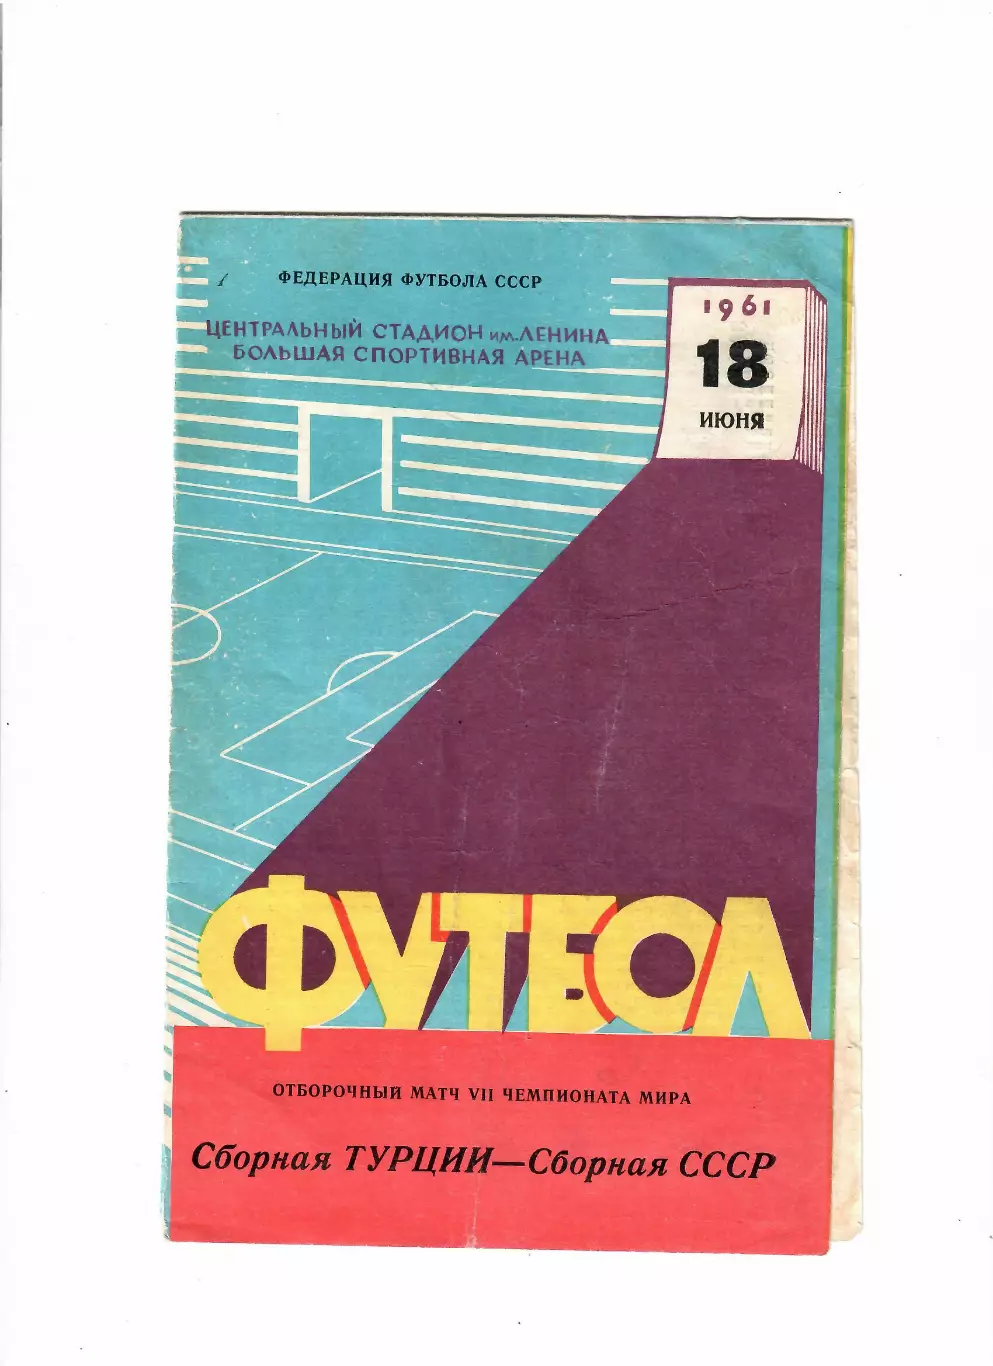 ФЕДЕРАЦИЯ ФУТБОЛА СССР
ЦЕНТРАЛЬНЫЙ СТАДИОН им. ЛЕНИНА
БОЛЬШАЯ СПОРТИВНАЯ АРЕНА
1961
18
ИЮНЯ
ФУТБОЛ
ОТБОРОЧНЫЙ МАТЧ VII ЧЕМПИОНАТА МИРА
Сборная ТУРЦИИ—Сборная СССР